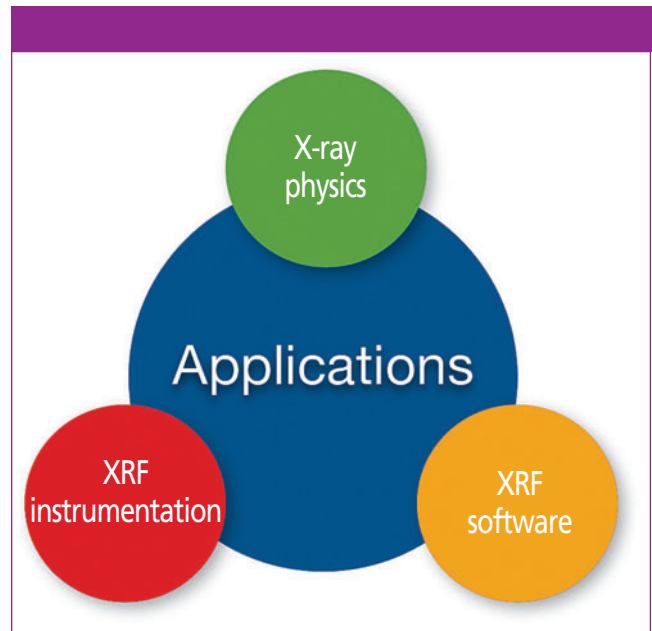 X-ray
physics
Applications
XRF
instrumentation
XRF
software